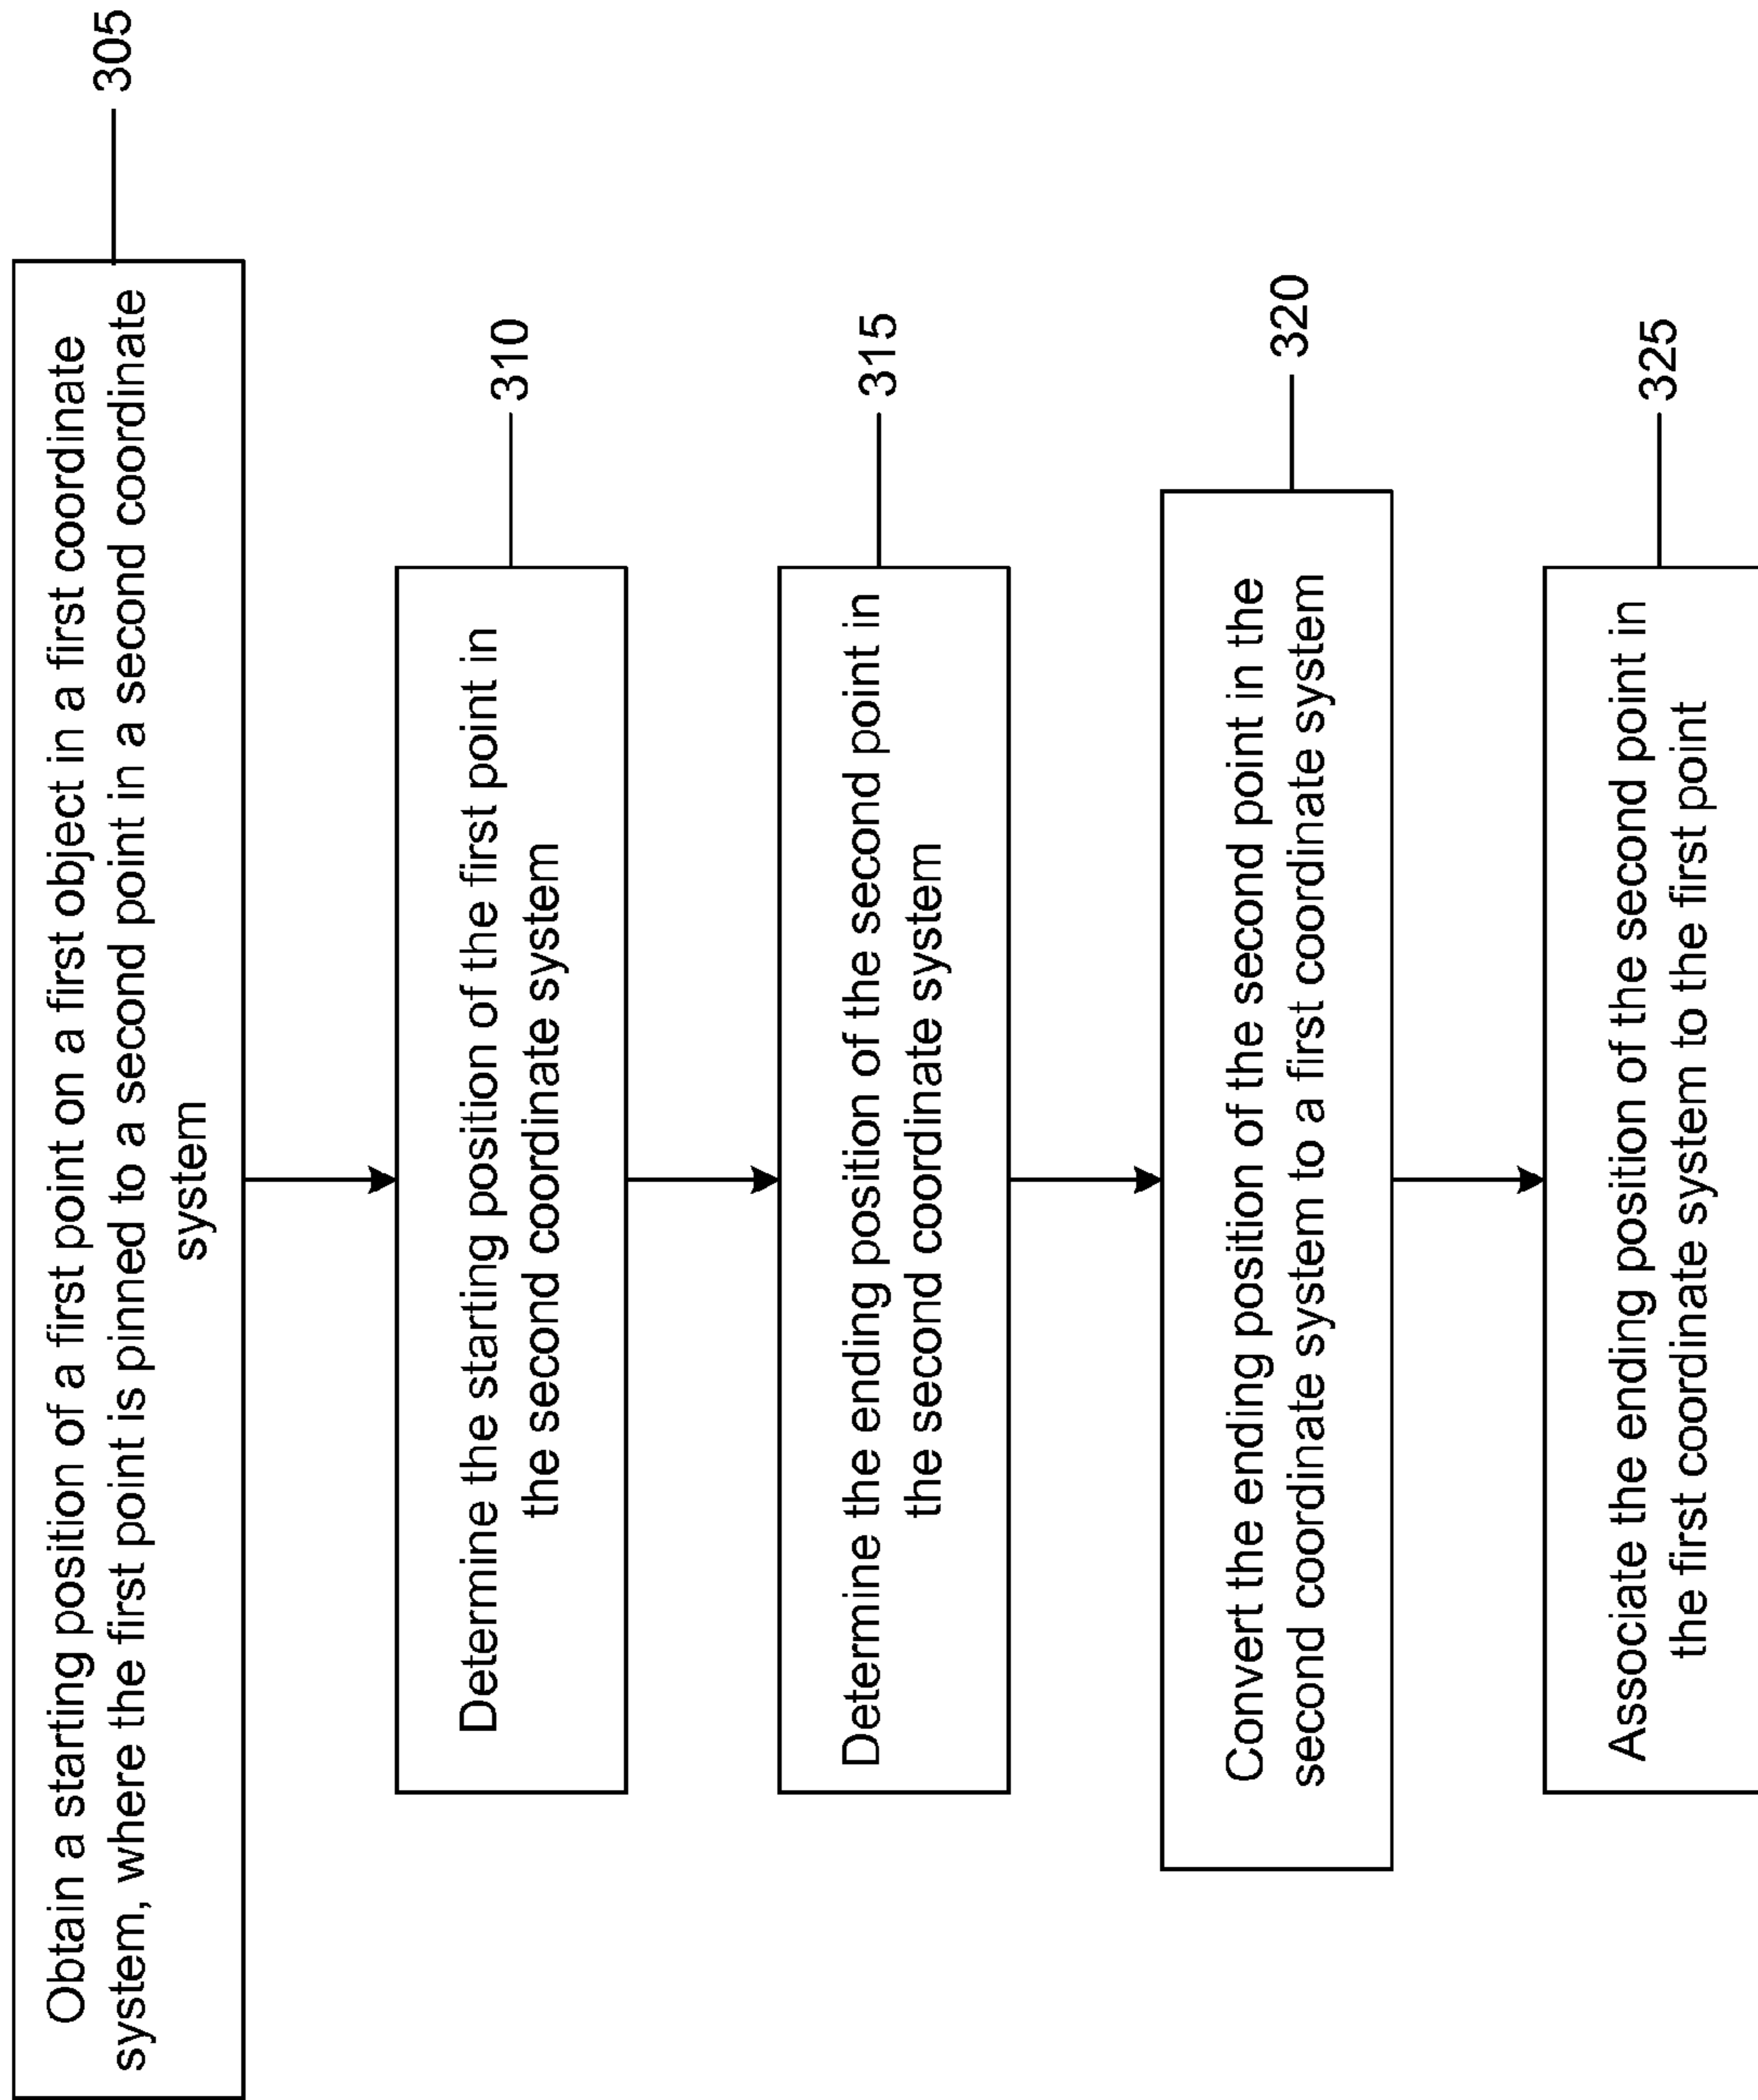 Obtain a starting position of a first point on a first object in a first coordinate
system, where the first point is pinned to a second point in a second coordinate
system
305
Determine the starting position of the first point in
the second coordinate system
310
Determine the ending position of the second point in
the second coordinate system
315
Convert the ending position of the second point in the
second coordinate system to a first coordinate system
320
Associate the ending position of the second point in
the first coordinate system to the first point
325